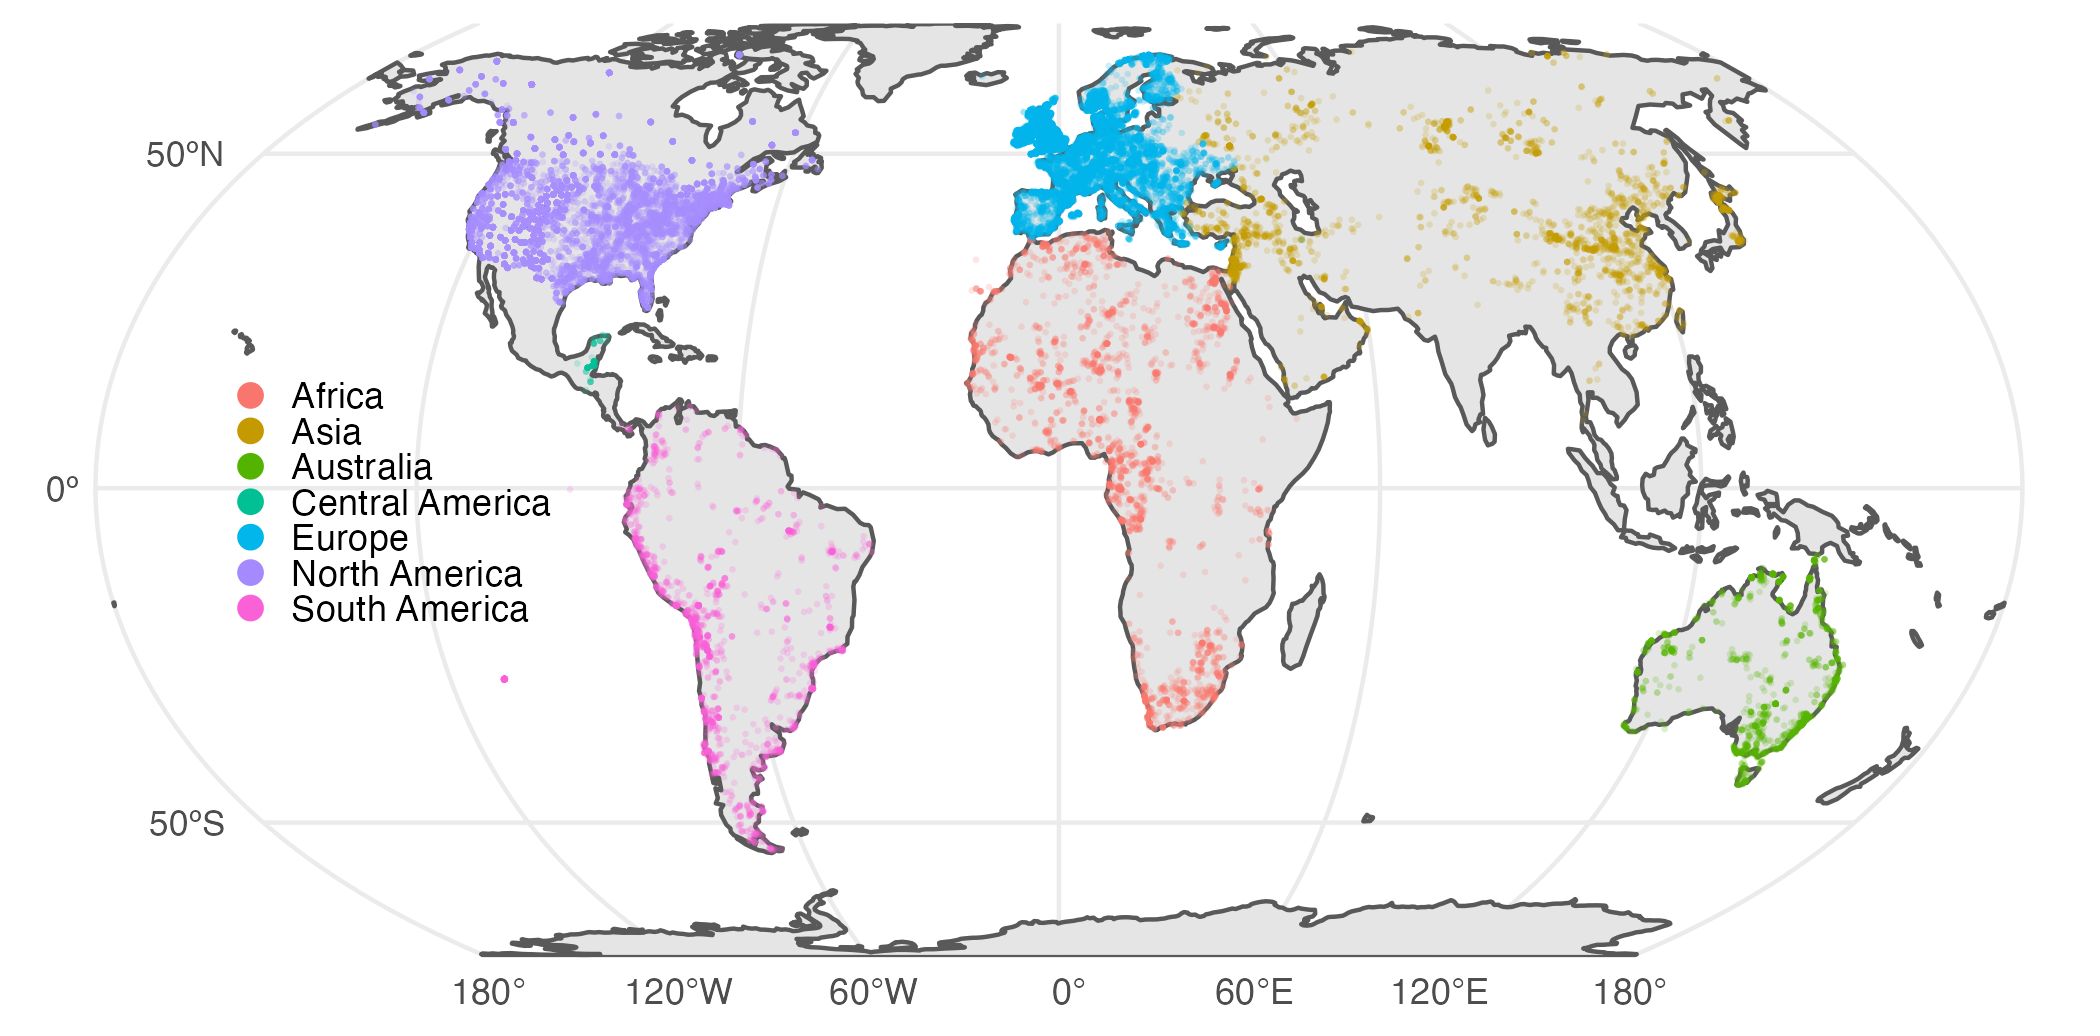 50°N
Africa
Asia
Australia
0°
Central America
Europe
North America
South America
50°S
180° 120°W 60°W 0° 60°E 120°E 180°